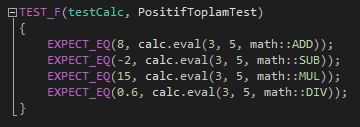 TEST_F(testCalc, PositifToplamTest)
{
    EXPECT_EQ(8, calc.eval(3, 5, math::ADD));
    EXPECT_EQ(-2, calc.eval(3, 5, math::SUB));
    EXPECT_EQ(15, calc.eval(3, 5, math::MUL));
    EXPECT_EQ(0.6, calc.eval(3, 5, math::DIV));
}